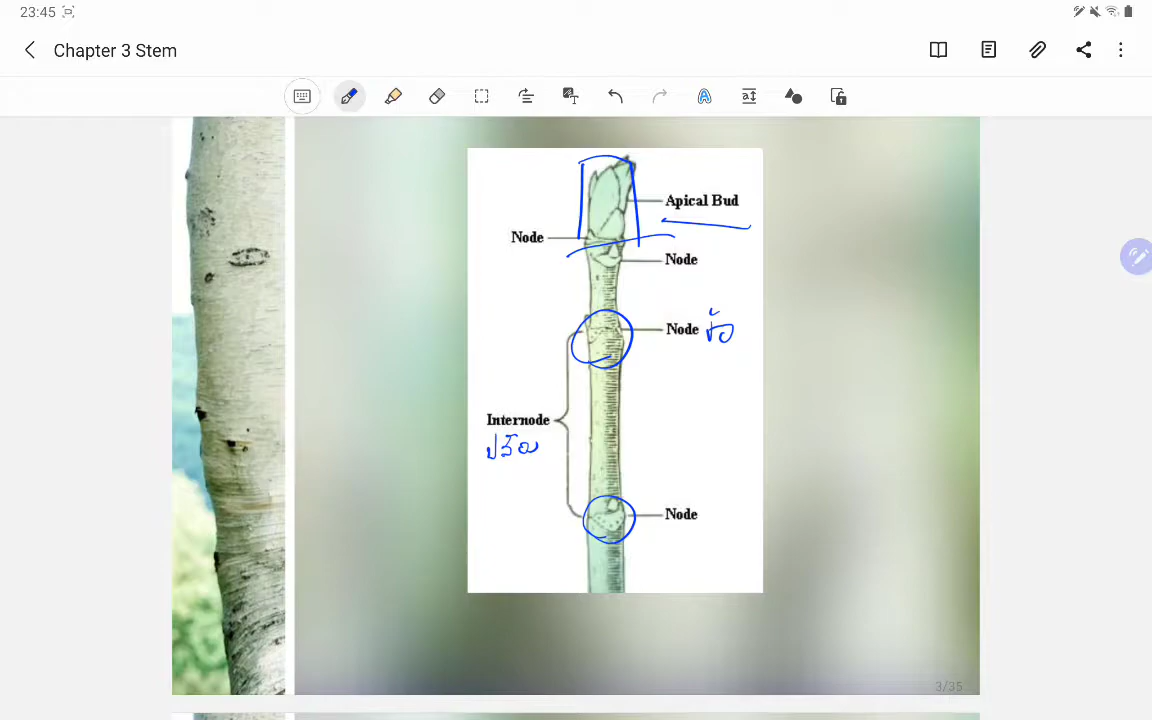 23:45
Chapter 3 Stem
Apical Bud
Node
Node
Node ข้อ
Internode
ปล้อง
Node
3/35